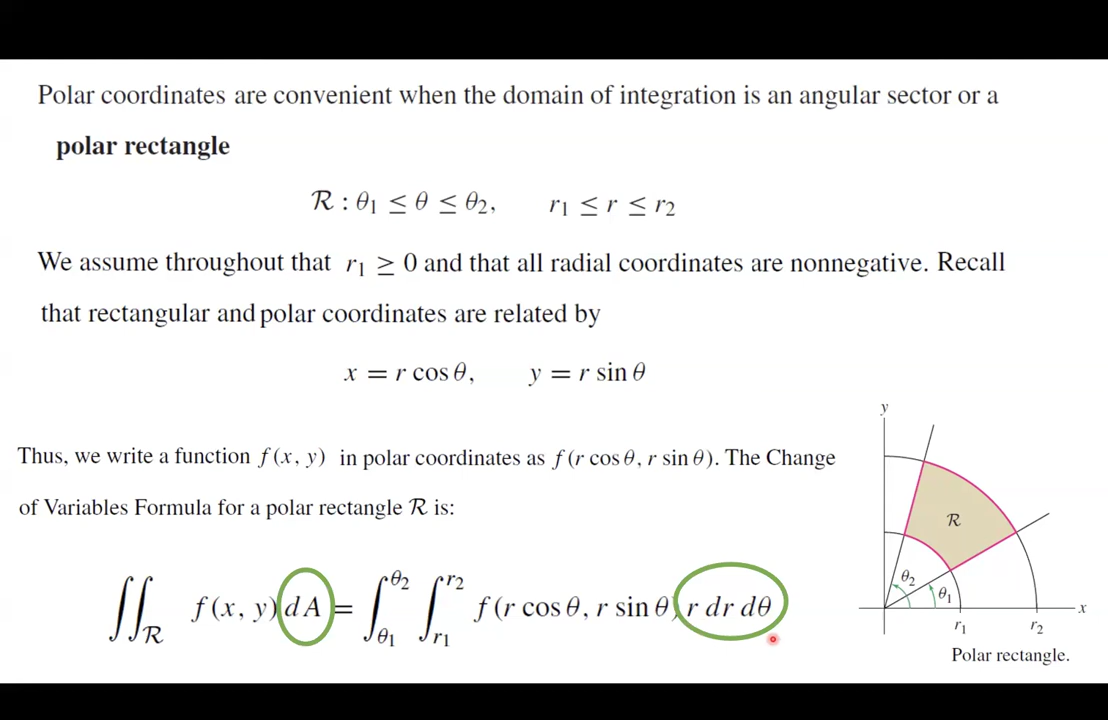 Polar coordinates are convenient when the domain of integration is an angular sector or a
polar rectangle
R : θ₁ ≤ θ ≤ θ₂, r₁ ≤ r ≤ r₂
We assume throughout that r₁ ≥ 0 and that all radial coordinates are nonnegative. Recall
that rectangular and polar coordinates are related by
x = r cos θ, y = r sin θ
Thus, we write a function f(x, y) in polar coordinates as f(r cos θ, r sin θ). The Change
of Variables Formula for a polar rectangle R is:
∬_R f(x, y) dA = ∫_θ₁^θ₂ ∫_r₁^r₂ f(r cos θ, r sin θ) r dr dθ
y
R
θ₂
θ₁
x
r₁ r₂
Polar rectangle.